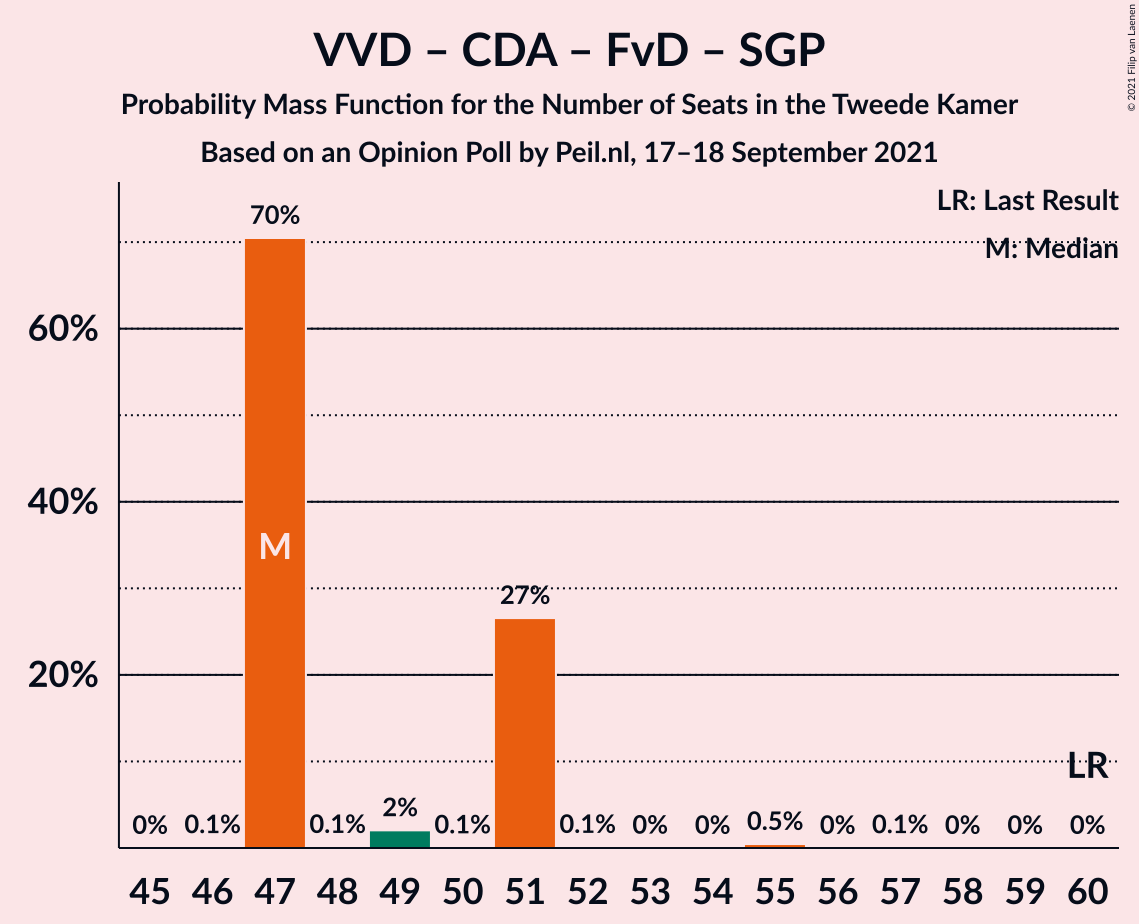 VVD – CDA – FvD – SGP
Probability Mass Function for the Number of Seats in the Tweede Kamer
Based on an Opinion Poll by Peil.nl, 17–18 September 2021
© 2021 Filip van Laenen
LR: Last Result
M: Median
60%
40%
20%
0% 0.1% 70% 0.1% 2% 0.1% 27% 0.1% 0% 0% 0.5% 0% 0.1% 0% 0% 0%
M
LR
45 46 47 48 49 50 51 52 53 54 55 56 57 58 59 60